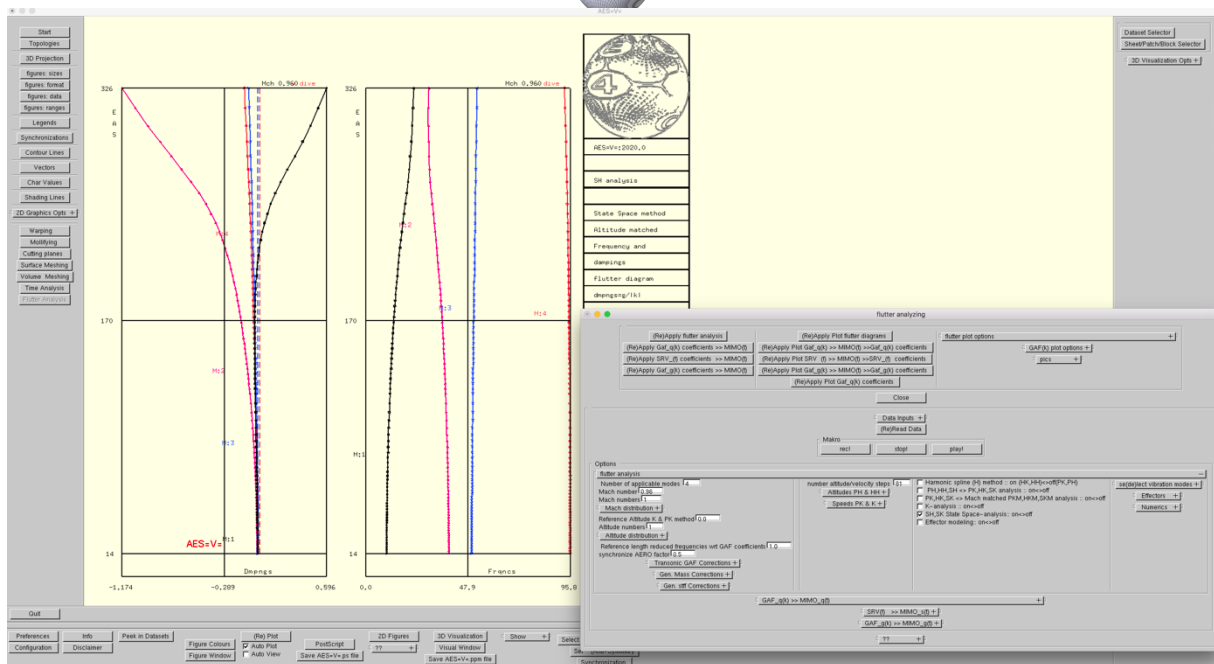 AES=V=
Start
Topologies
3D Projection
figures: sizes
figures: format
figures: data
figures: ranges
Legends
Synchronizations
Contour Lines
Vectors
Char Values
Shading Lines
2D Graphics Opts +
Warping
Mollifying
Cutting planes
Surface Meshing
Volume Meshing
Time Analysis
Flutter Analysis
Quit
Mch 0.960 dive
326
E
A
S
M:4
170
M:2
M:3
AES=V=
M:1
14
Dmpngs
-1,174
-0,289
0,596
Mch 0.960 dive
326
E
A
S
M:2
M:3
M:4
170
M:1
14
Frqncs
0,0
47,9
95,8
4
AES=V=:2020.0
SH analysis
State Space method
Altitude matched
Frequency and
dampings
flutter diagram
dmpngs=g/|k|
Dataset Selector
Sheet/Patch/Block Selector
3D Visualization Opts +
flutter analyzing
(Re)Apply flutter analysis
(Re)Apply Plot flutter diagrams
flutter plot options +
(Re)Apply Gaf_q(k) coefficients >> MIMO(f)
(Re)Apply Plot Gaf_q(k) >> MIMO(f) >>Gaf_q(k) coefficients
GAF(k) plot options +
(Re)Apply SRV_(f) coefficients >> MIMO(f)
(Re)Apply Plot SRV (f) >> MIMO(f) >>SRV_(f) coefficients
pics +
(Re)Apply Gaf_g(k) coefficients >> MIMO(f)
(Re)Apply Plot Gaf_g(k) >> MIMO(f) >>Gaf_g(k) coefficients
(Re)Apply Plot Gaf_q(k) coefficients
Close
Data Inputs +
(Re)Read Data
Makro
rec! stop! play!
Options
flutter analysis
Number of applicable modes 4
Mach number 0.96
Mach numbers 1
Mach distribution +
Reference Altitude K & PK method 0.0
Altitude numbers 1
Altitude distribution +
Reference length reduced frequencies wrt GAF coefficients 1.0
synchronize AERO factor 0.5
Transonic GAF Corrections +
Gen. Mass Corrections +
Gen. stff Corrections +
number altitude/velocity steps 61
Altitudes PH & HH +
Speeds PK & K +
Harmonic spline (H) method :: on (HK,HH)<>off(PK,PH)
PH,HH,SH <> PK,HK,SK analysis :: on<>off
PK,HK,SK <> Mach matched PKM,HKM,SKM analysis :: on<>off
K-analysis :: on<>off
SH,SK State Space-analysis:: on<>off
Effector modeling:: on<>off
se(de)lect vibration modes +
Effectors +
Numerics +
GAF_q(k) >> MIMO_q(f) +
SRV(f) >> MIMO_s(f) +
GAF_g(k) >> MIMO_g(f) +
?? +
Preferences
Info
Peek in Datasets
Configuration
Disclaimer
Figure Colours
Figure Window
(Re) Plot
Auto Plot
Auto View
PostScript
Save AES+V+ps file
2D Figures
?? +
3D Visualization
Visual Window
Save AES+V+.ppm file
Show +
Synchronization